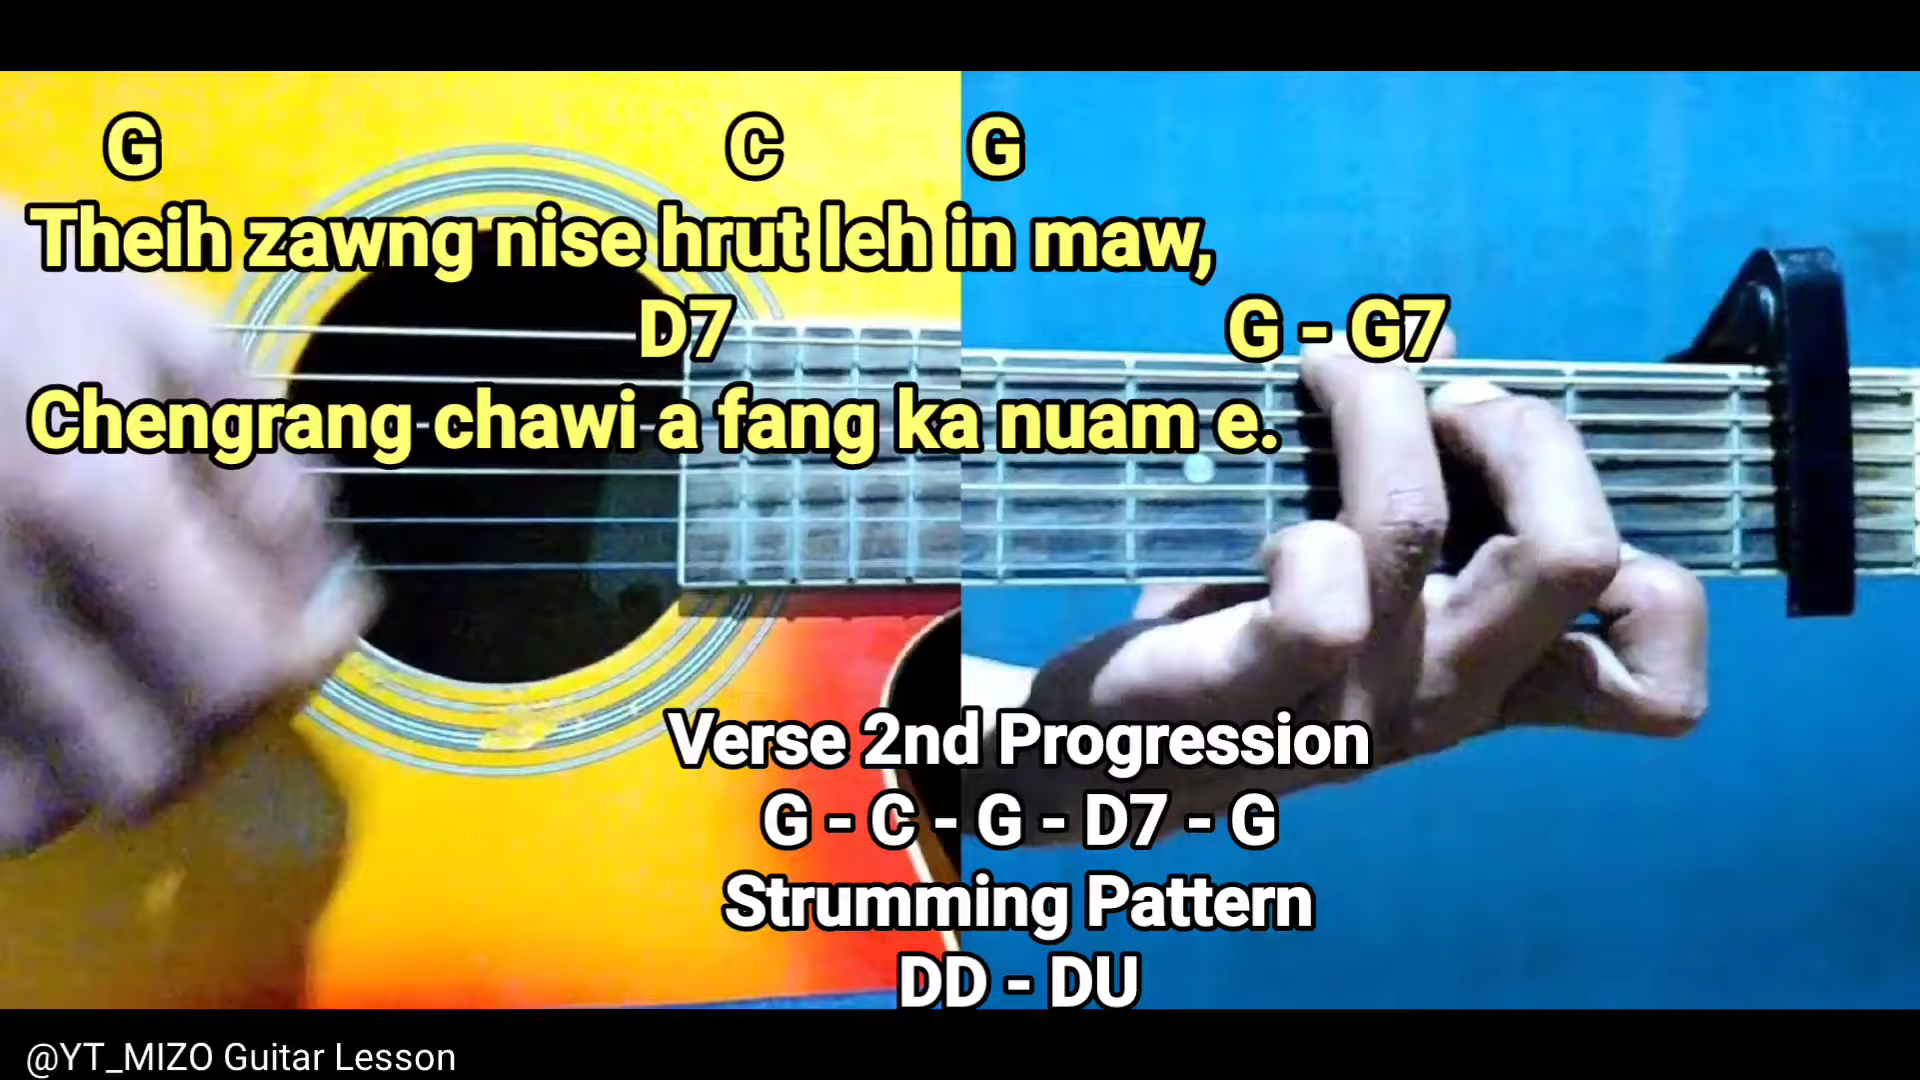 G C G
Theih zawng nise hrut leh in maw,
D7 G - G7
Chengrang chawi a fang ka nuam e.
Verse 2nd Progression
G - C - G - D7 - G
Strumming Pattern
DD - DU
@YT_MIZO Guitar Lesson